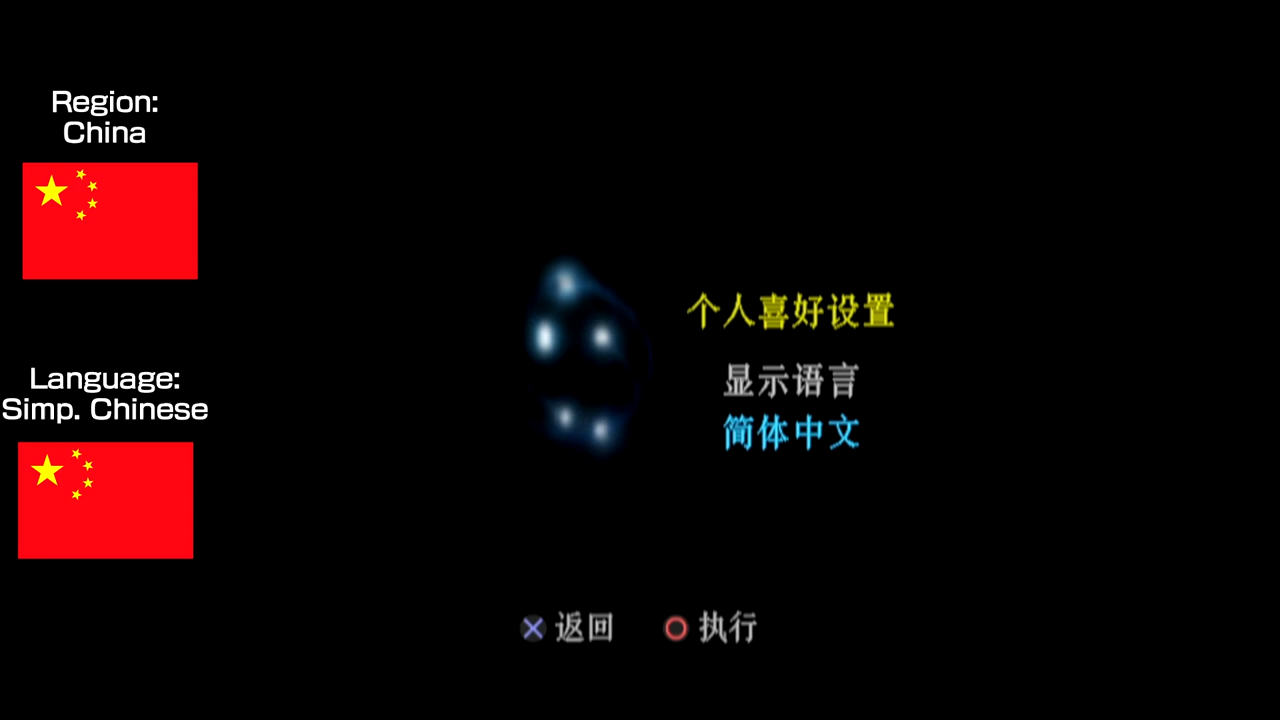 Region:
China
Language:
Simp. Chinese
个人喜好设置
显示语言
简体中文
返回 执行